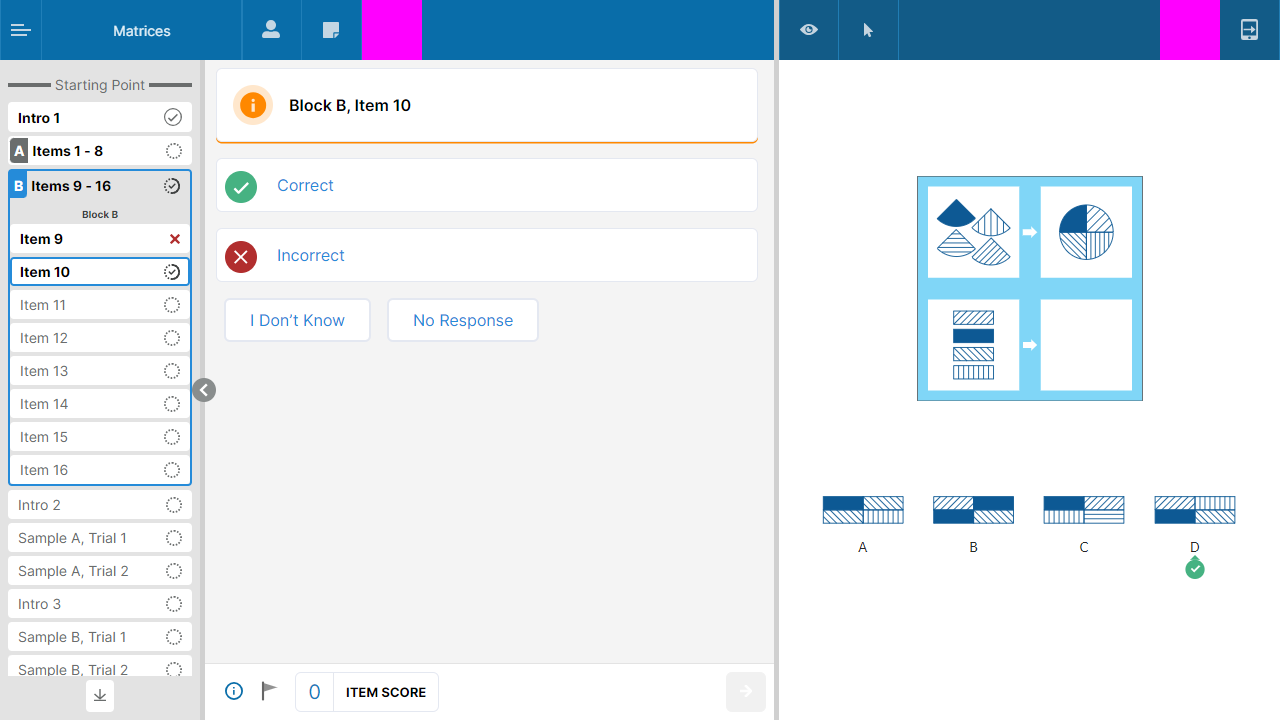 Matrices
Starting Point
Intro 1
A Items 1 - 8
B Items 9 - 16
Block B
Item 9
Item 10
Item 11
Item 12
Item 13
Item 14
Item 15
Item 16
Intro 2
Sample A, Trial 1
Sample A, Trial 2
Intro 3
Sample B, Trial 1
Sample B, Trial 2
Block B, Item 10
Correct
Incorrect
I Don’t Know No Response
0 ITEM SCORE
A B C D